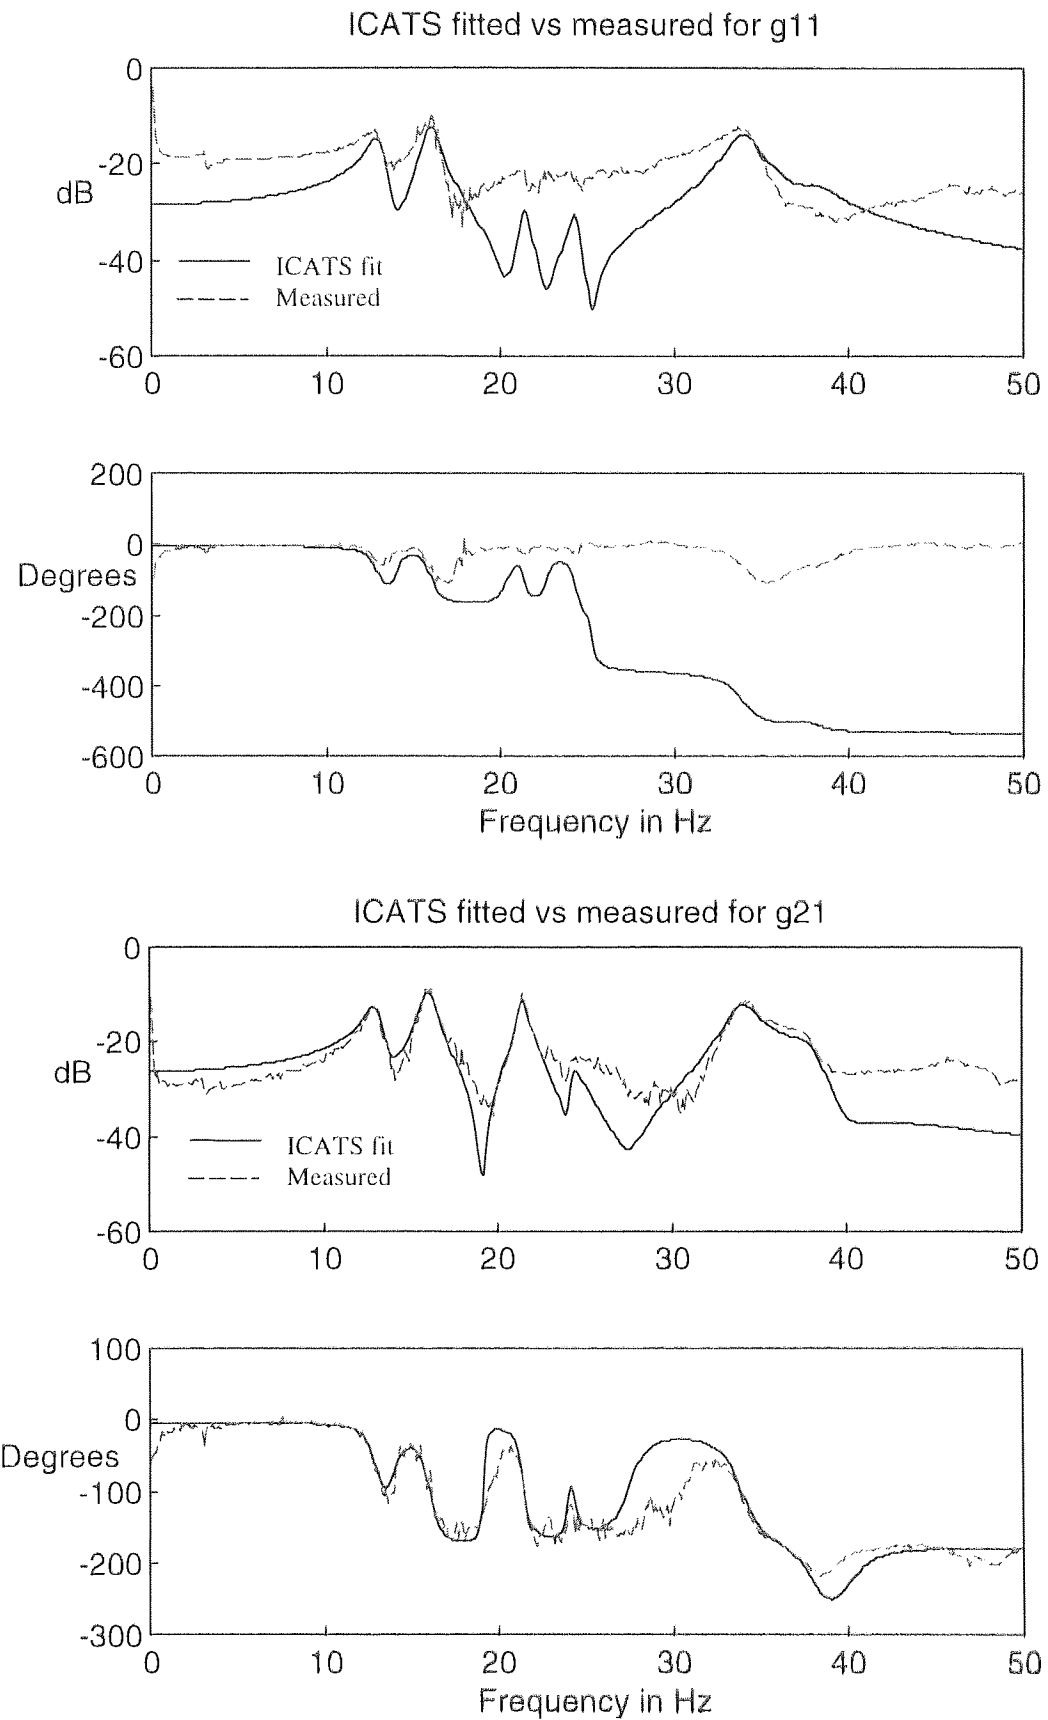 ICATS fitted vs measured for g11
0
-20
dB
-40
-60
ICATS fit
Measured
0 10 20 30 40 50
200
0
Degrees
-200
-400
-600
0 10 20 30 40 50
Frequency in Hz
ICATS fitted vs measured for g21
0
-20
dB
-40
-60
ICATS fit
Measured
0 10 20 30 40 50
100
0
Degrees
-100
-200
-300
0 10 20 30 40 50
Frequency in Hz